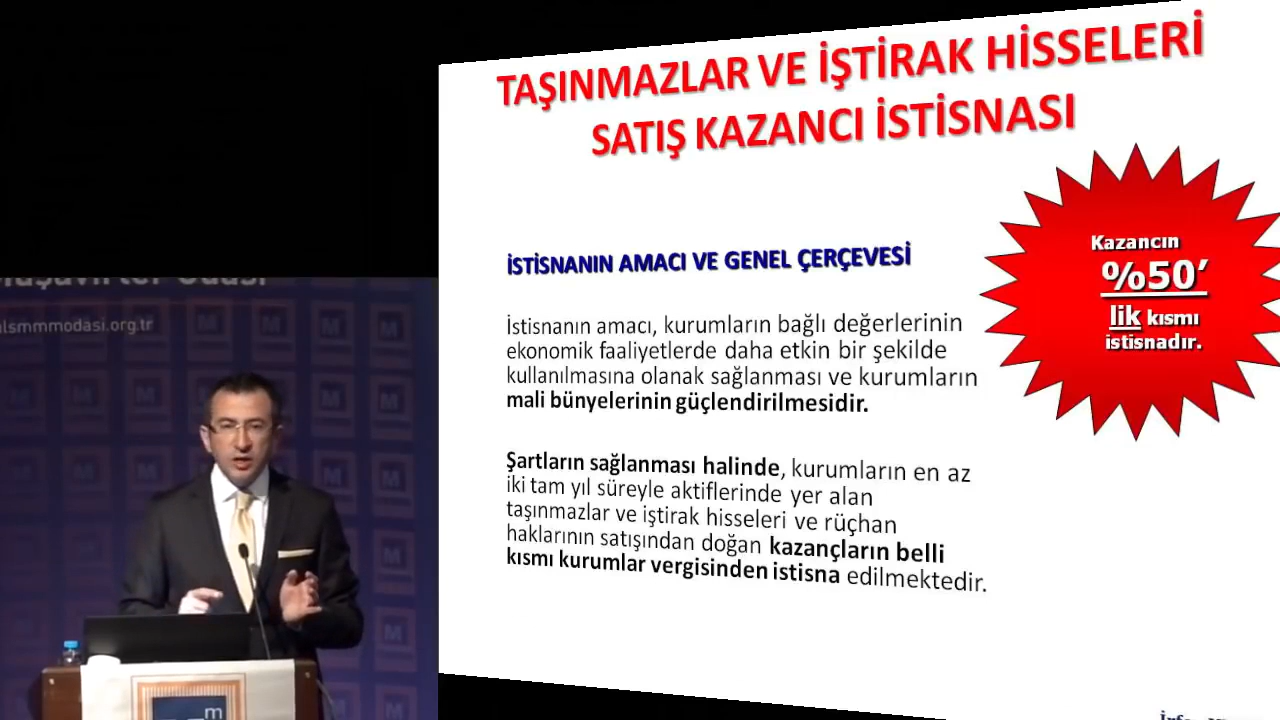 TAŞINMAZLAR VE İŞTİRAK HİSSELERİ
SATIŞ KAZANCI İSTİSNASI
İSTİSNANIN AMACI VE GENEL ÇERÇEVESİ
Kazancın
%50’
lik kısmı
istisnadır.
İstisnanın amacı, kurumların bağlı değerlerinin
ekonomik faaliyetlerde daha etkin bir şekilde
kullanılmasına olanak sağlanması ve kurumların
mali bünyelerinin güçlendirilmesidir.
Şartların sağlanması halinde, kurumların en az
iki tam yıl süreyle aktiflerinde yer alan
taşınmazlar ve iştirak hisseleri ve rüçhan
haklarının satışından doğan kazançların belli
kısmı kurumlar vergisinden istisna edilmektedir.
lsmmmodasi.org.tr
M
M
M
m